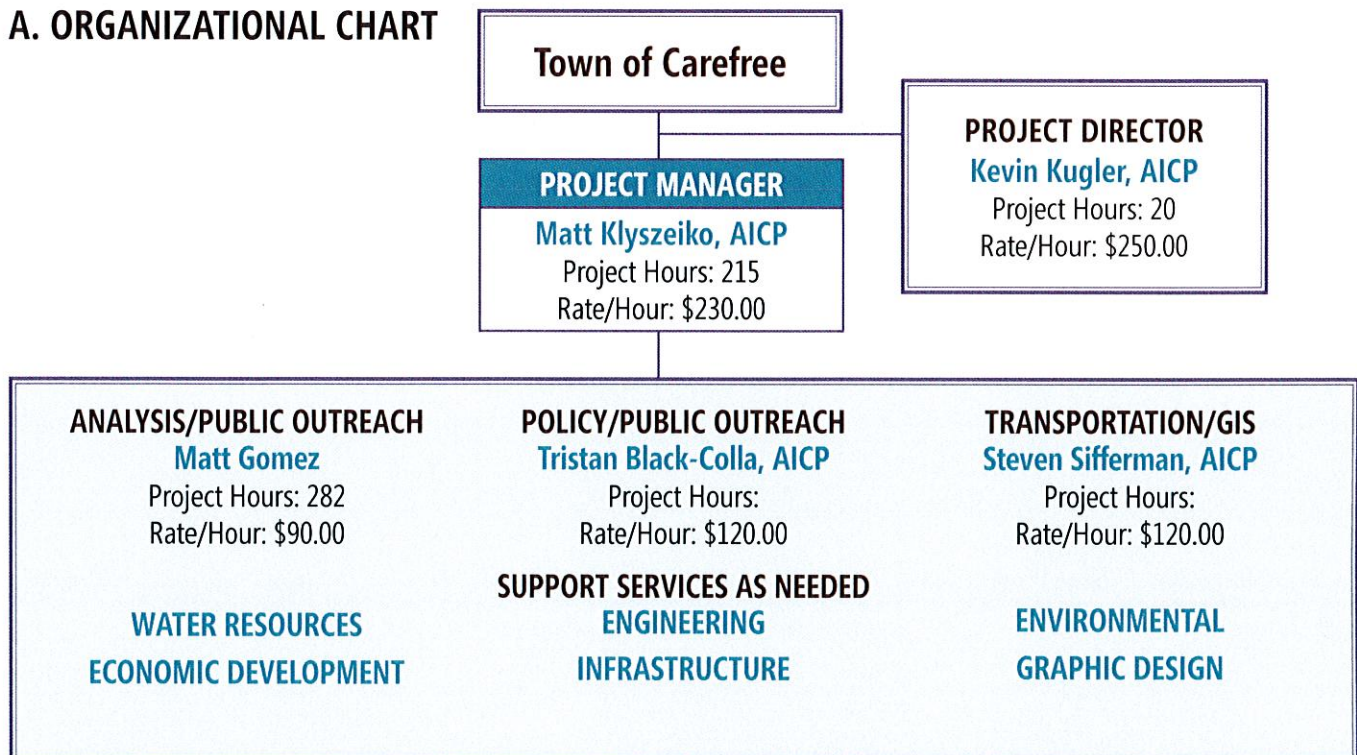 A. ORGANIZATIONAL CHART
Town of Carefree
PROJECT DIRECTOR
Kevin Kugler, AICP
Project Hours: 20
Rate/Hour: $250.00
PROJECT MANAGER
Matt Klyszeiko, AICP
Project Hours: 215
Rate/Hour: $230.00
ANALYSIS/PUBLIC OUTREACH
Matt Gomez
Project Hours: 282
Rate/Hour: $90.00
POLICY/PUBLIC OUTREACH
Tristan Black-Colla, AICP
Project Hours:
Rate/Hour: $120.00
TRANSPORTATION/GIS
Steven Sifferman, AICP
Project Hours:
Rate/Hour: $120.00
SUPPORT SERVICES AS NEEDED
WATER RESOURCES
ENGINEERING
ENVIRONMENTAL
ECONOMIC DEVELOPMENT
INFRASTRUCTURE
GRAPHIC DESIGN